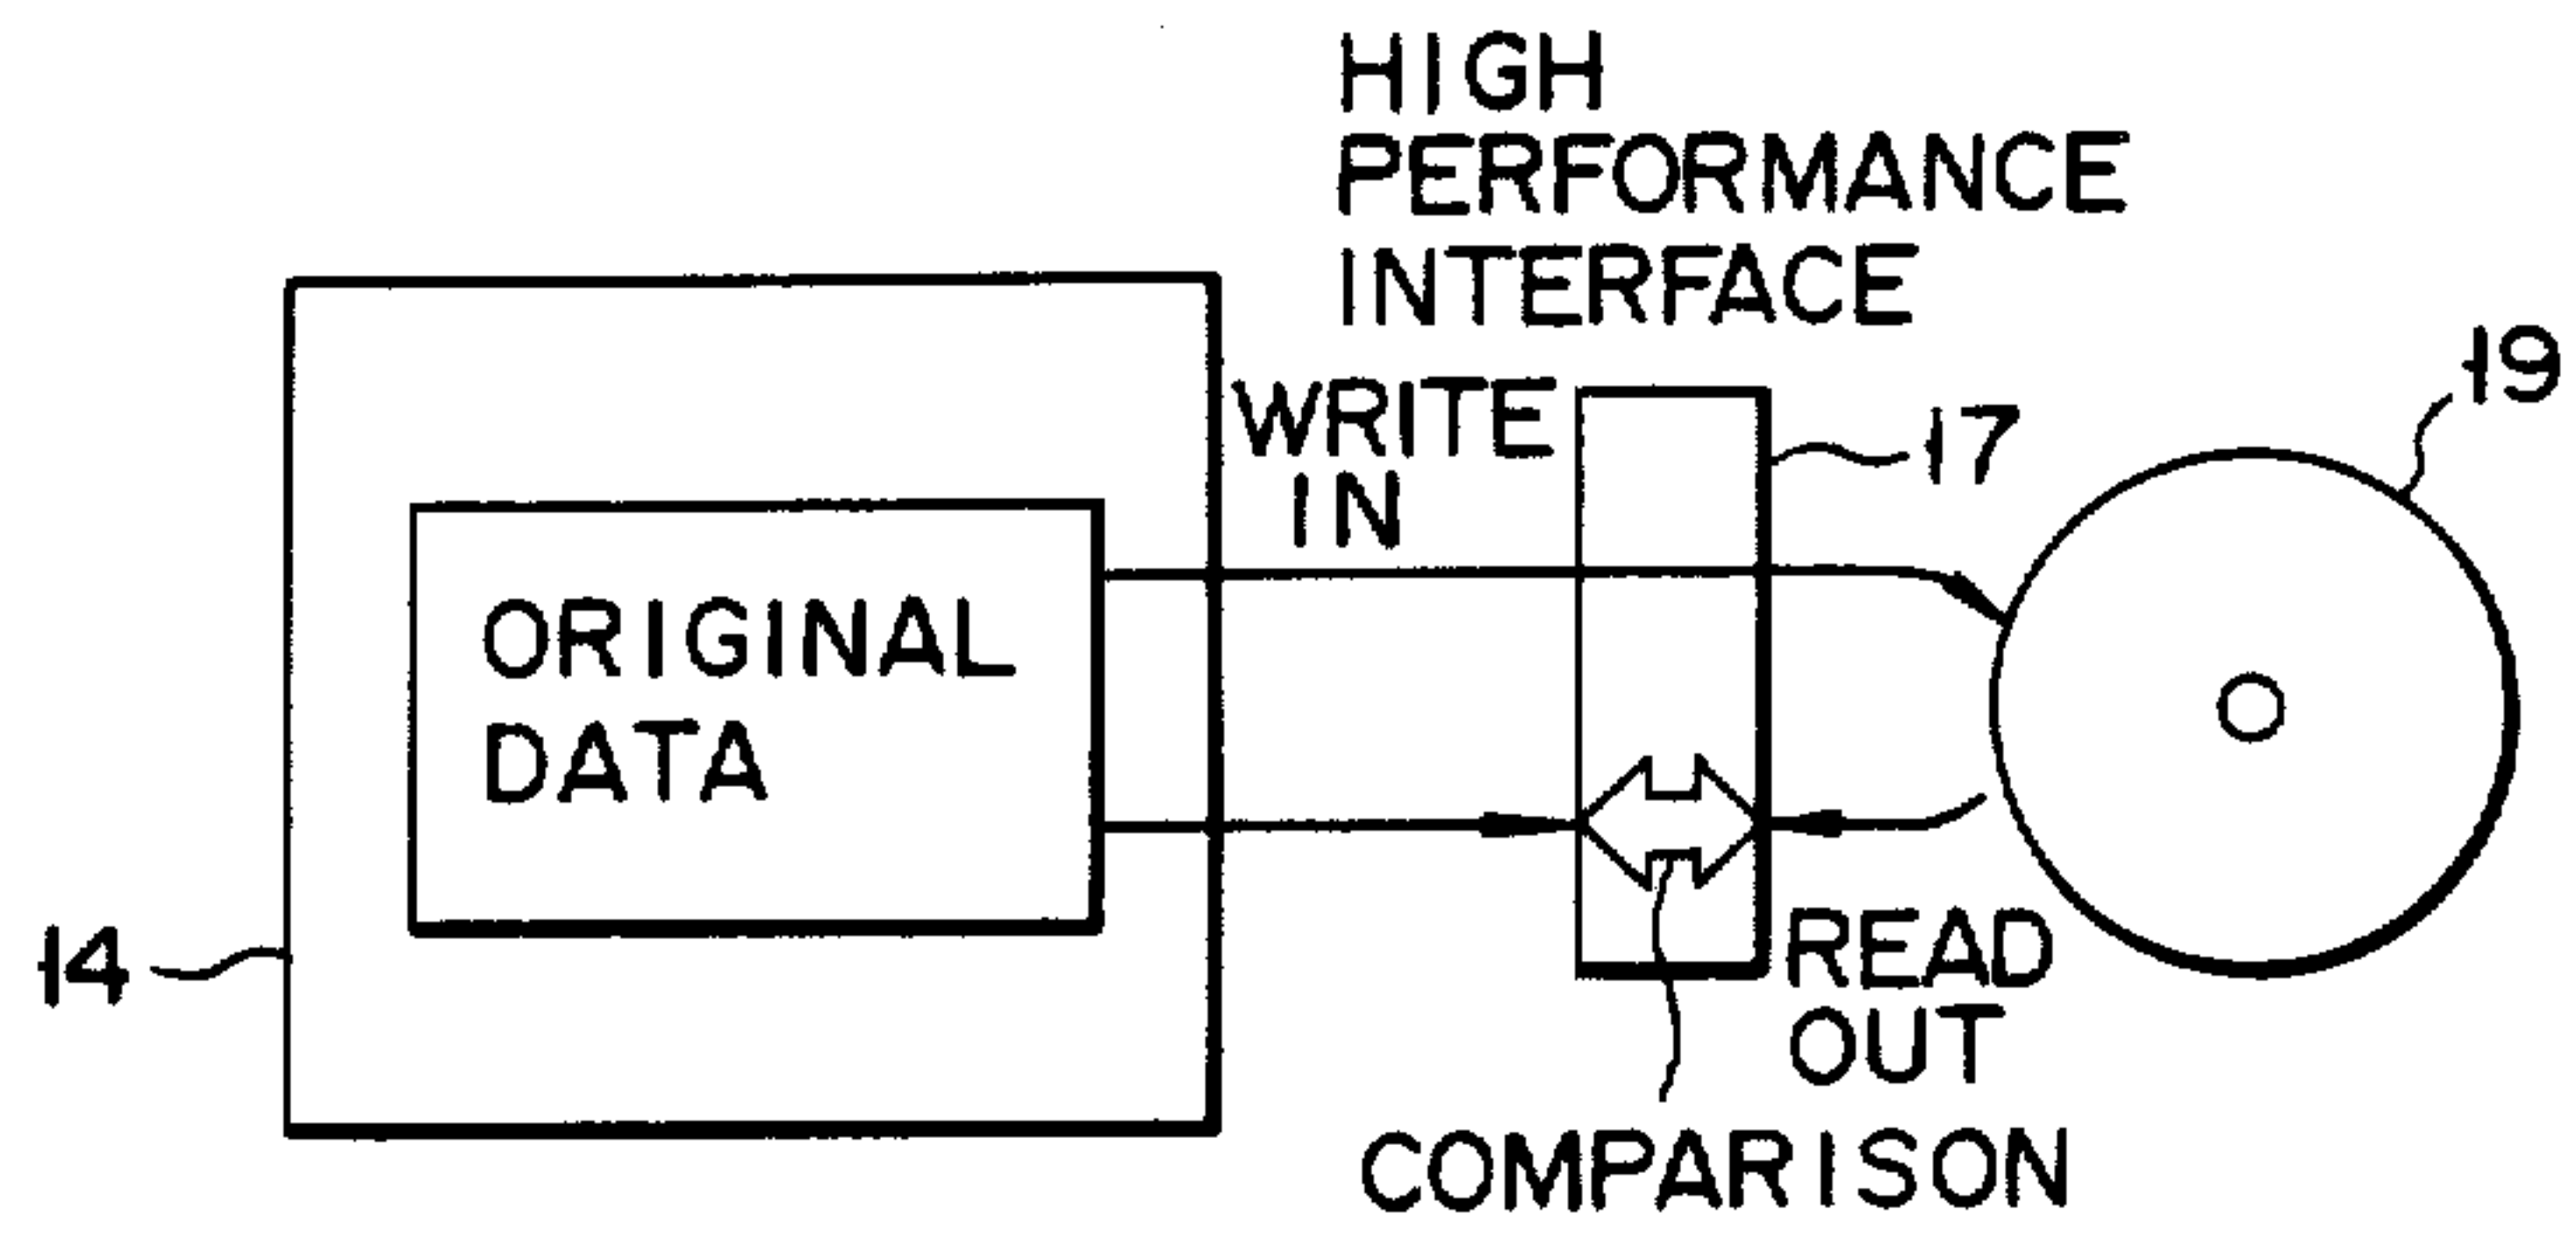 HIGH
PERFORMANCE
INTERFACE
19
WRITE
IN
17
ORIGINAL
DATA
14
READ
OUT
COMPARISON